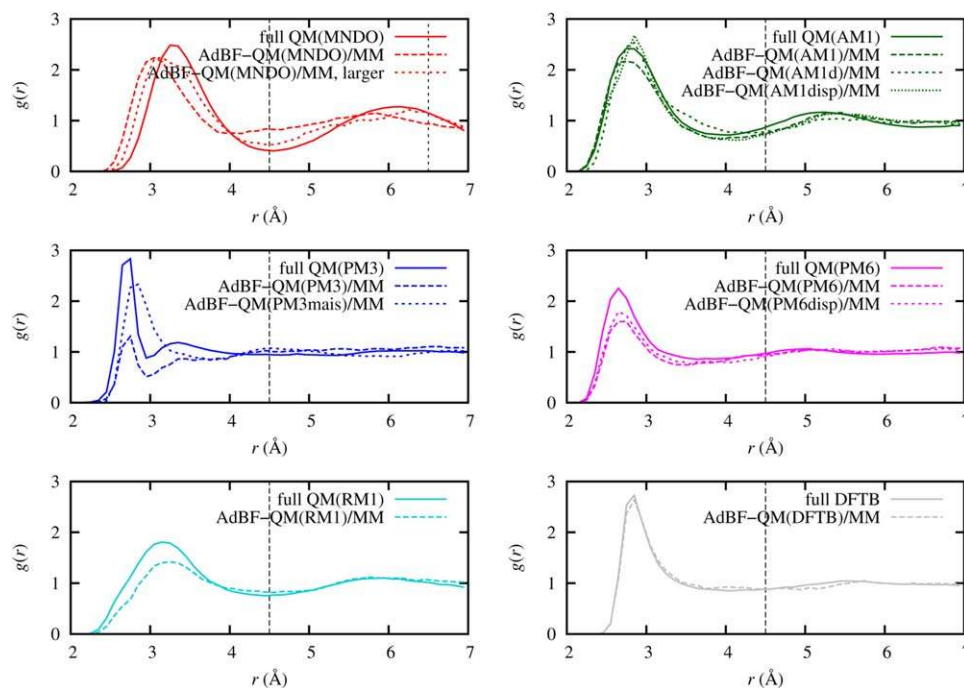 full QM(MNDO)
AdBF−QM(MNDO)/MM
AdBF−QM(MNDO)/MM, larger
g(r)
3
2
1
0
2 3 4 5 6 7
r (Å)
full QM(AM1)
AdBF−QM(AM1)/MM
AdBF−QM(AM1d)/MM
AdBF−QM(AM1disp)/MM
g(r)
3
2
1
0
2 3 4 5 6 7
r (Å)
full QM(PM3)
AdBF−QM(PM3)/MM
AdBF−QM(PM3mais)/MM
g(r)
3
2
1
0
2 3 4 5 6 7
r (Å)
full QM(PM6)
AdBF−QM(PM6)/MM
AdBF−QM(PM6disp)/MM
g(r)
3
2
1
0
2 3 4 5 6 7
r (Å)
full QM(RM1)
AdBF−QM(RM1)/MM
g(r)
3
2
1
0
2 3 4 5 6 7
r (Å)
full DFTB
AdBF−QM(DFTB)/MM
g(r)
3
2
1
0
2 3 4 5 6 7
r (Å)